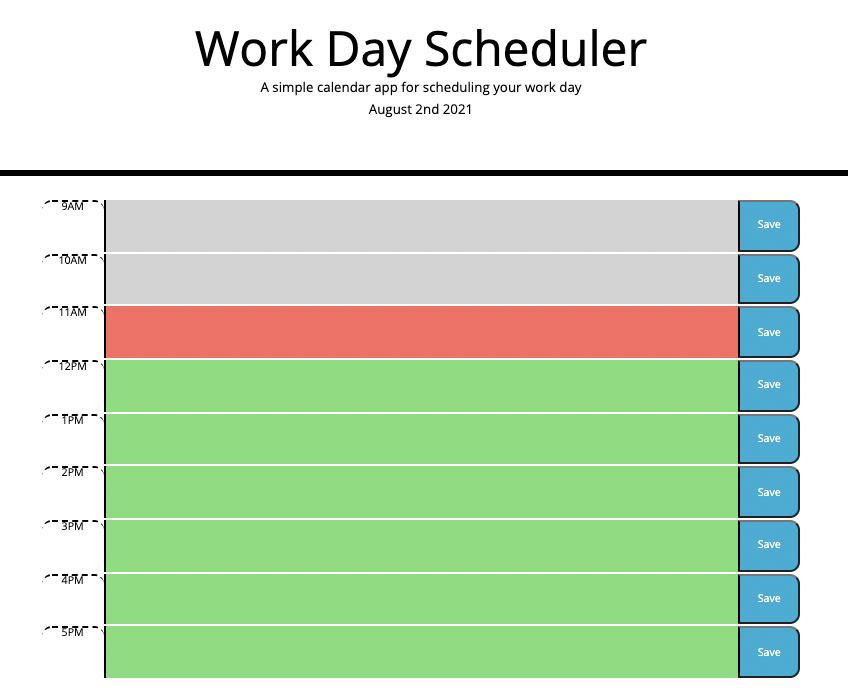 Work Day Scheduler
A simple calendar app for scheduling your work day
August 2nd 2021
9AM Save
10AM Save
11AM Save
12PM Save
1PM Save
2PM Save
3PM Save
4PM Save
5PM Save